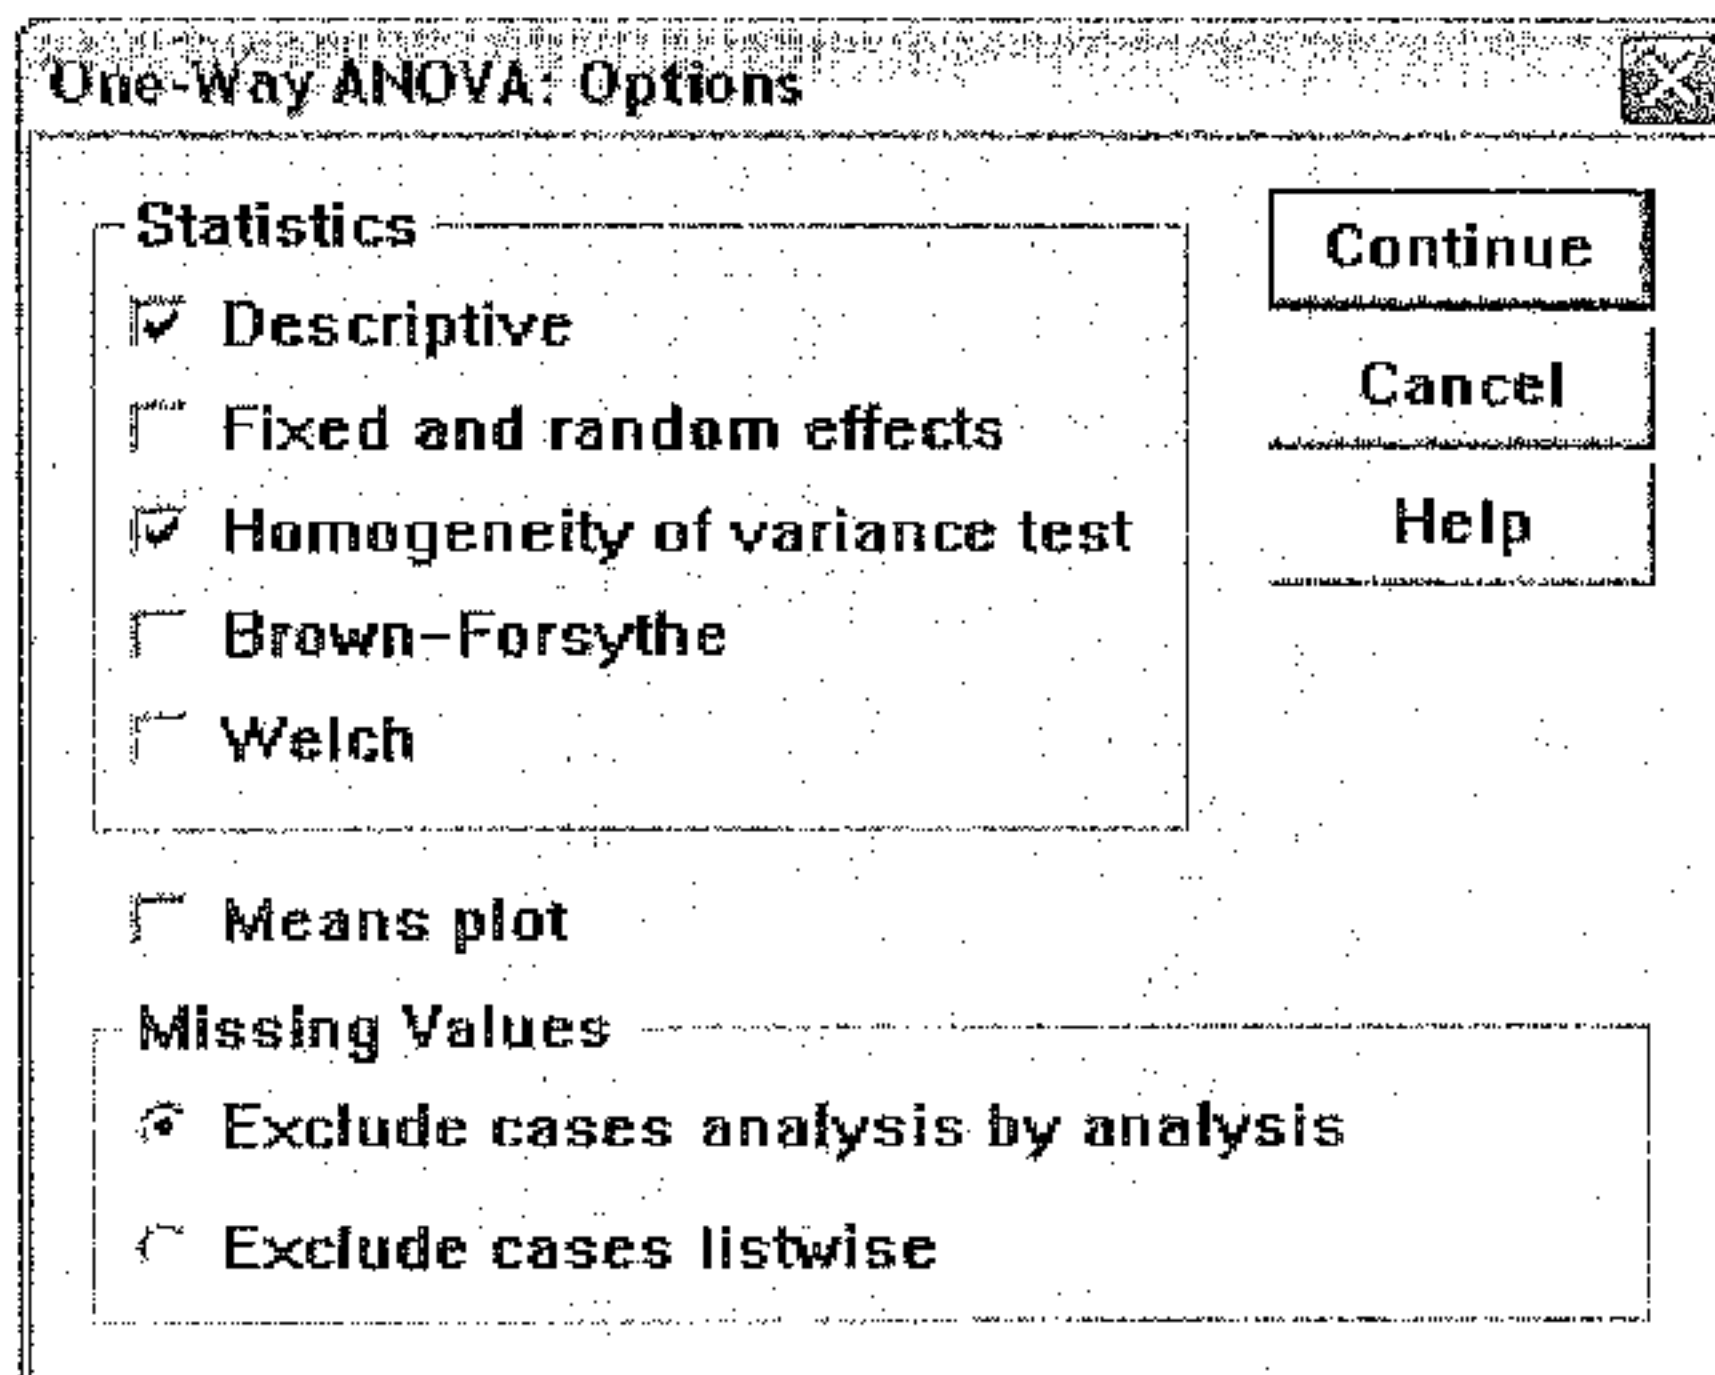 One-Way ANOVA: Options
Statistics
Continue
Descriptive
Cancel
Fixed and random effects
Homogeneity of variance test
Help
Brown-Forsythe
Welch
Means plot
Missing Values
Exclude cases analysis by analysis
Exclude cases listwise